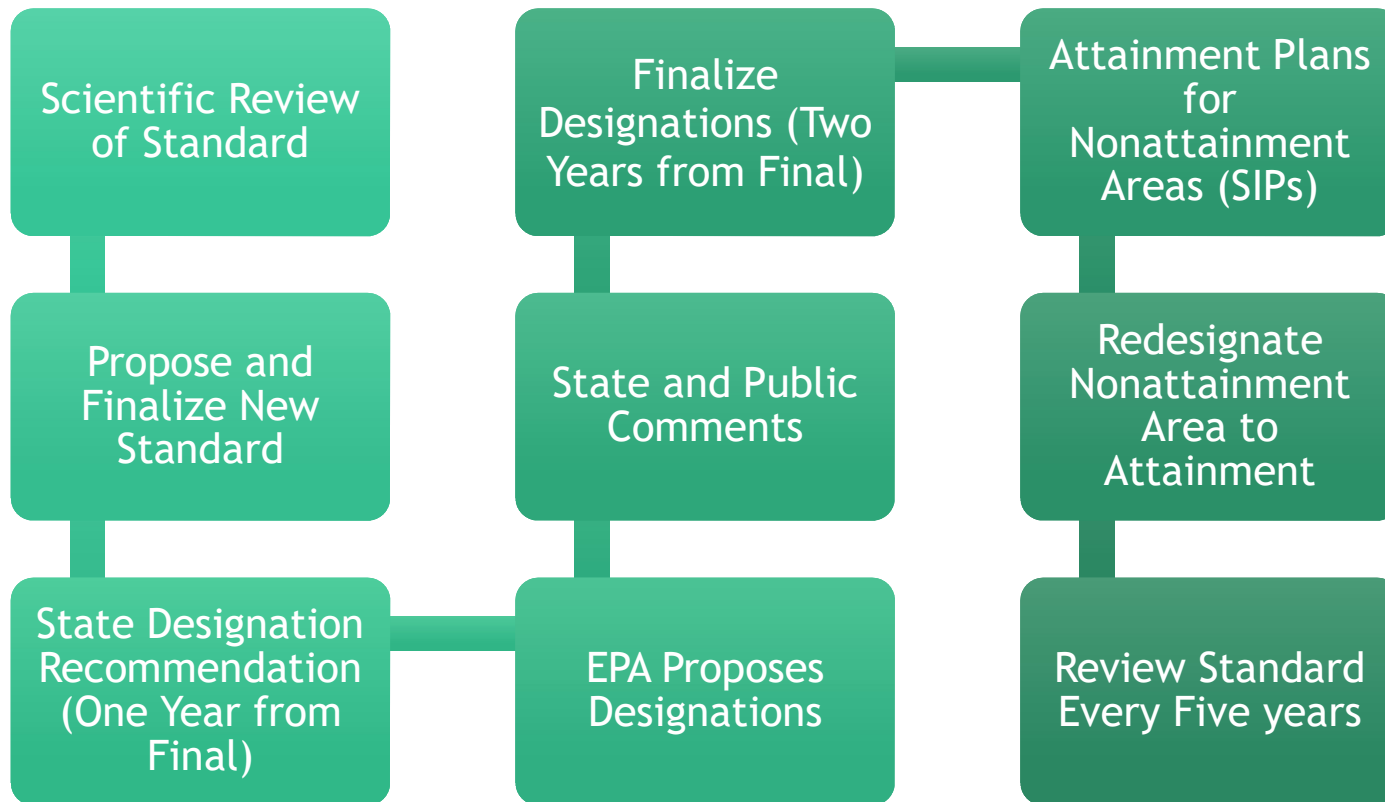 Scientific Review
of Standard
Propose and
Finalize New
Standard
State Designation
Recommendation
(One Year from
Final)
EPA Proposes
Designations
State and Public
Comments
Finalize
Designations (Two
Years from Final)
Attainment Plans
for
Nonattainment
Areas (SIPs)
Redesignate
Nonattainment
Area to
Attainment
Review Standard
Every Five years